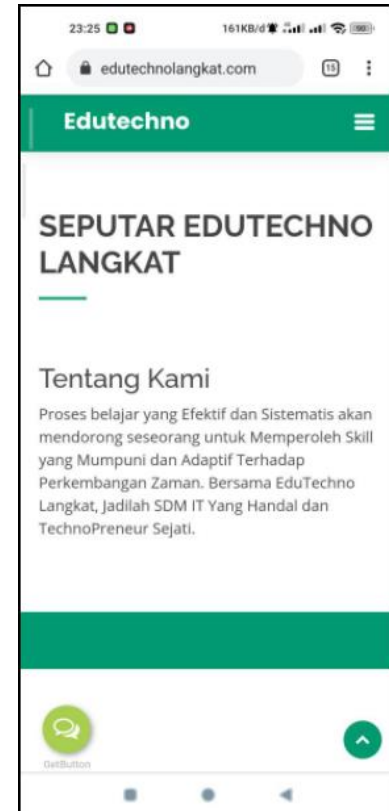 23:25 161KB/d
edutechnolangkat.com 15
Edutechno
SEPUTAR EDUTECHNO
LANGKAT
Tentang Kami
Proses belajar yang Efektif dan Sistematis akan
mendorong seseorang untuk Memperoleh Skill
yang Mumpuni dan Adaptif Terhadap
Perkembangan Zaman. Bersama EduTechno
Langkat, Jadilah SDM IT Yang Handal dan
TechnoPreneur Sejati.
GetButton